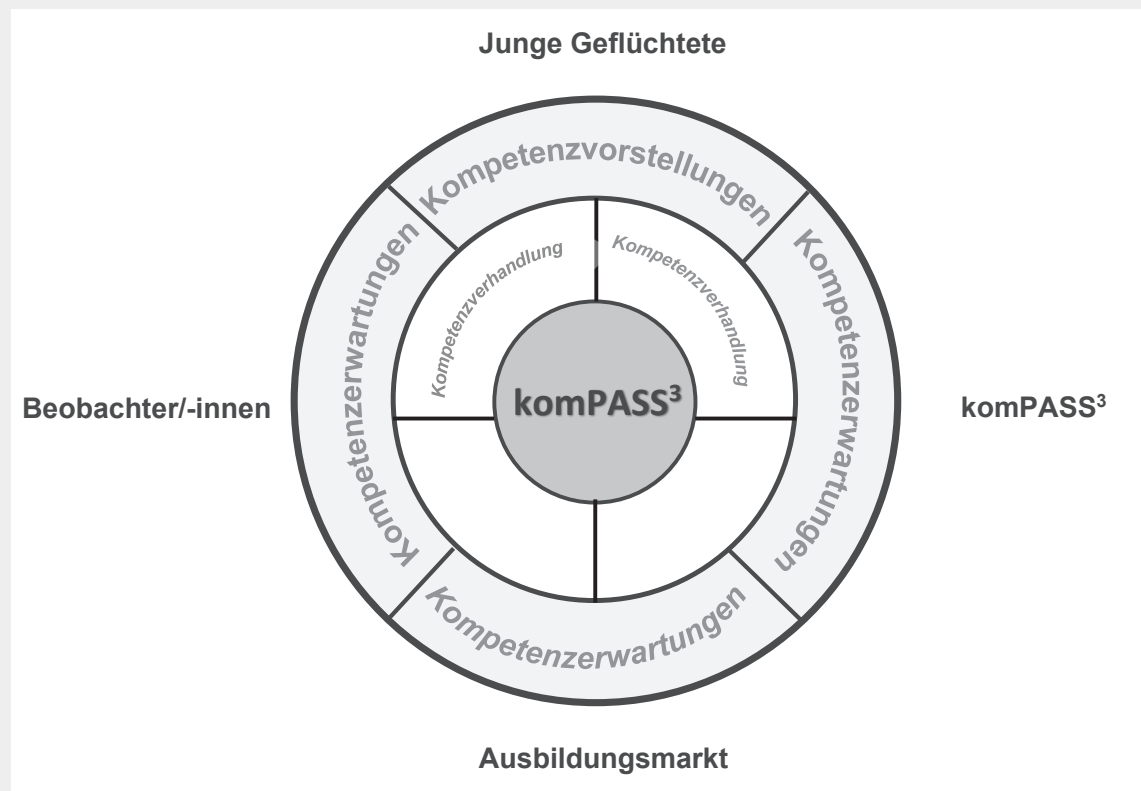 Junge Geflüchtete
Kompetenzvorstellungen
Kompetenzerwartungen
Kompetenzerwartungen
Kompetenzverhandlung
Kompetenzverhandlung
komPASS³
Beobachter/-innen
komPASS³
Kompetenzerwartungen
Ausbildungsmarkt